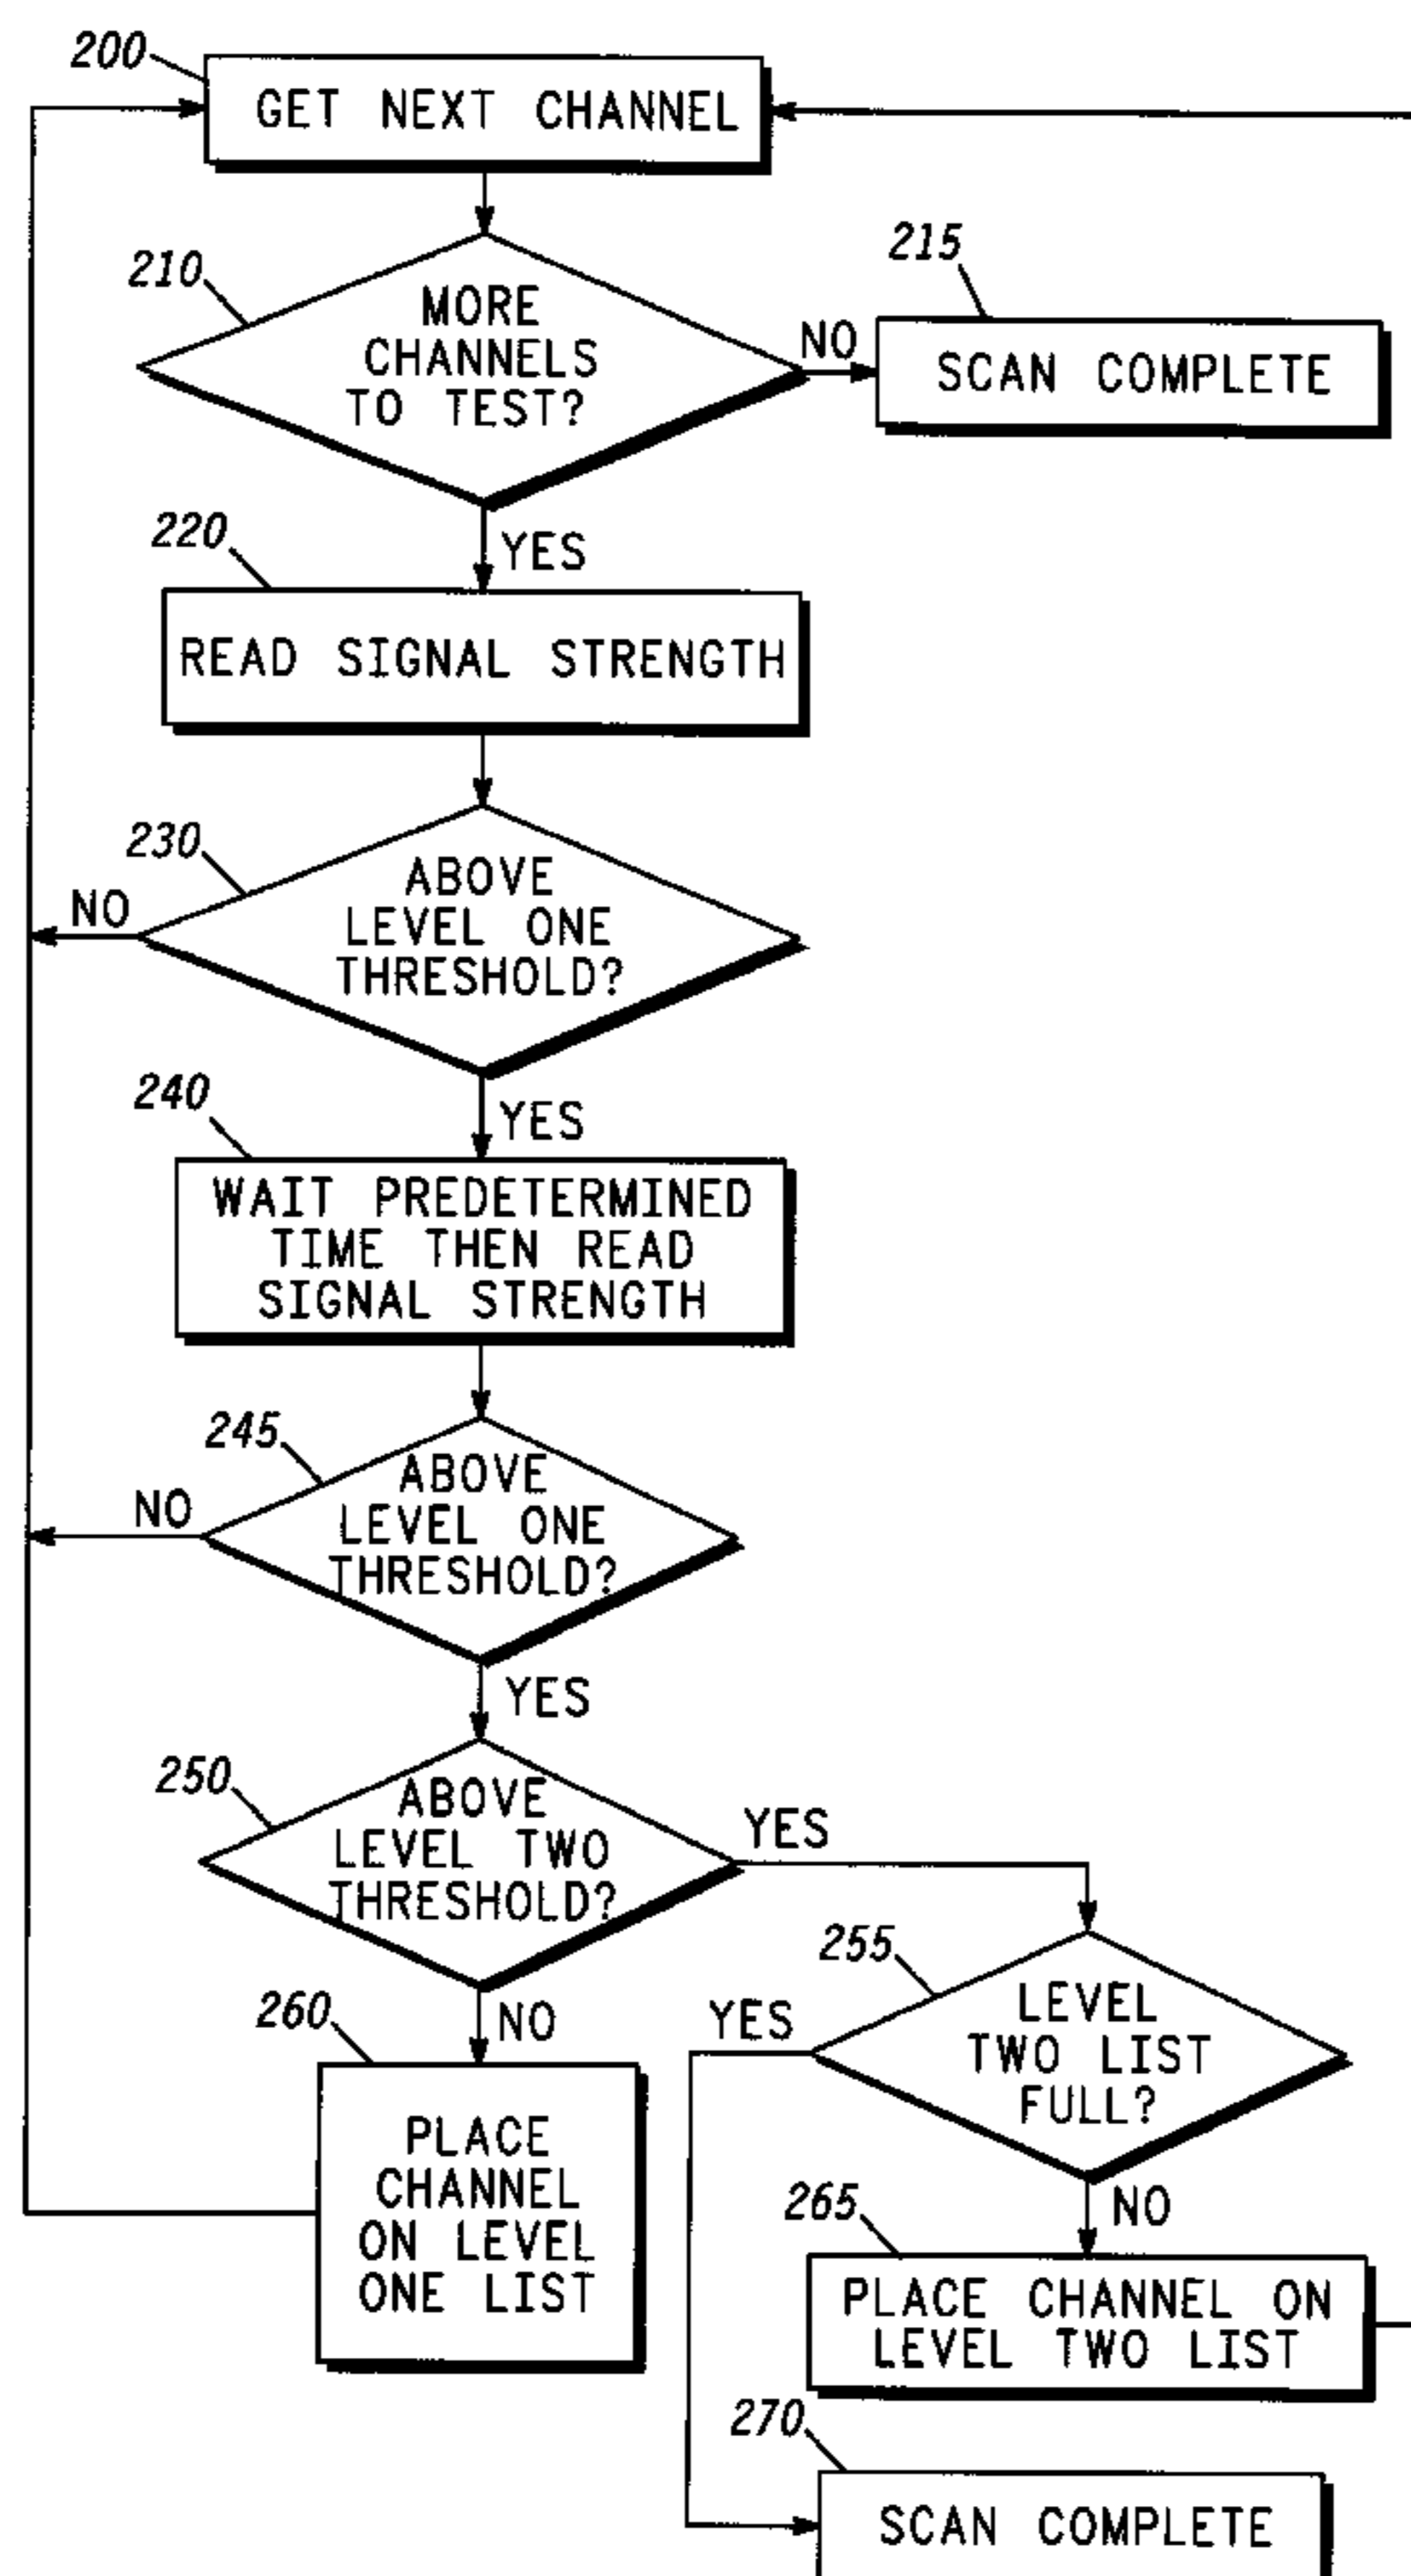 200
GET NEXT CHANNEL
210
MORE
CHANNELS
TO TEST?
NO
215
SCAN COMPLETE
YES
220
READ SIGNAL STRENGTH
230
ABOVE
LEVEL ONE
THRESHOLD?
NO
YES
240
WAIT PREDETERMINED
TIME THEN READ
SIGNAL STRENGTH
245
ABOVE
LEVEL ONE
THRESHOLD?
NO
YES
250
ABOVE
LEVEL TWO
THRESHOLD?
YES
NO
255
LEVEL
TWO LIST
FULL?
YES
NO
260
PLACE
CHANNEL
ON LEVEL
ONE LIST
265
PLACE CHANNEL ON
LEVEL TWO LIST
270
SCAN COMPLETE